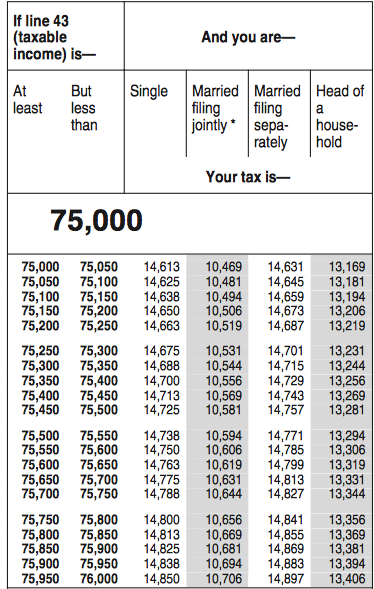 If line 43
(taxable
income) is—
And you are—
At
least
But
less
than
Single
Married
filing
jointly *
Married
filing
sepa-
rately
Head of
a
house-
hold
Your tax is—
75,000
75,000 75,050 14,613 10,469 14,631 13,169
75,050 75,100 14,625 10,481 14,645 13,181
75,100 75,150 14,638 10,494 14,659 13,194
75,150 75,200 14,650 10,506 14,673 13,206
75,200 75,250 14,663 10,519 14,687 13,219
75,250 75,300 14,675 10,531 14,701 13,231
75,300 75,350 14,688 10,544 14,715 13,244
75,350 75,400 14,700 10,556 14,729 13,256
75,400 75,450 14,713 10,569 14,743 13,269
75,450 75,500 14,725 10,581 14,757 13,281
75,500 75,550 14,738 10,594 14,771 13,294
75,550 75,600 14,750 10,606 14,785 13,306
75,600 75,650 14,763 10,619 14,799 13,319
75,650 75,700 14,775 10,631 14,813 13,331
75,700 75,750 14,788 10,644 14,827 13,344
75,750 75,800 14,800 10,656 14,841 13,356
75,800 75,850 14,813 10,669 14,855 13,369
75,850 75,900 14,825 10,681 14,869 13,381
75,900 75,950 14,838 10,694 14,883 13,394
75,950 76,000 14,850 10,706 14,897 13,406